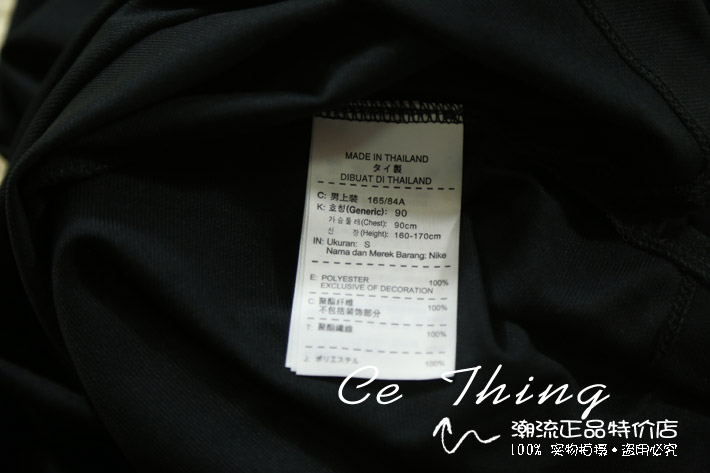 MADE IN THAILAND
タイ製
DIBUAT DI THAILAND
C: 男上裝 165/84A
K: 호칭(Generic): 90
가슴둘레(Chest): 90cm
신 장(Height): 160-170cm
IN: Ukuran: S
Nama dan Merek Barang: Nike
E: POLYESTER 100%
EXCLUSIVE OF DECORATION
C: 聚酯纤维 100%
不包括装饰部分
T: 聚酯纖維 100%
J: ポリエステル 100%
Ce Thing
潮流正品特价店
100% 实物拍摄·盗用必究